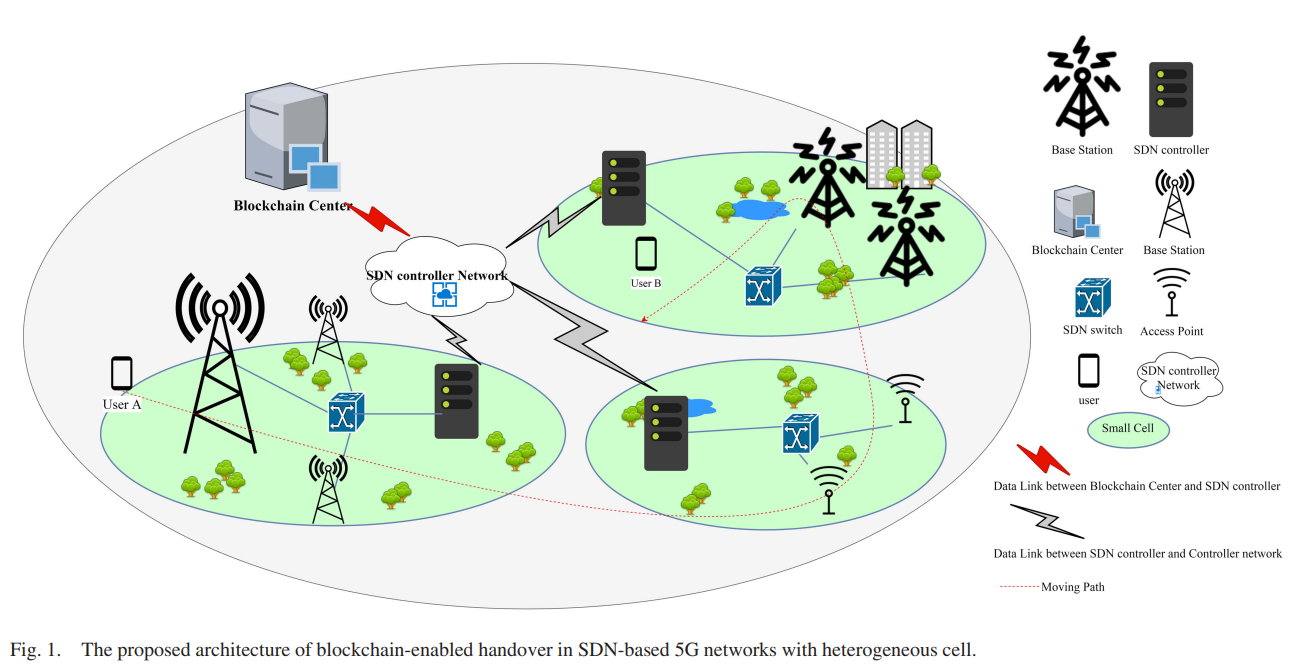 Blockchain Center
SDN controller Network
User B
User A
Base Station
SDN controller
Blockchain Center
Base Station
SDN switch
Access Point
user
SDN controller
Network
Small Cell
Data Link between Blockchain Center and SDN controller
Data Link between SDN controller and Controller network
Moving Path
Fig. 1. The proposed architecture of blockchain-enabled handover in SDN-based 5G networks with heterogeneous cell.